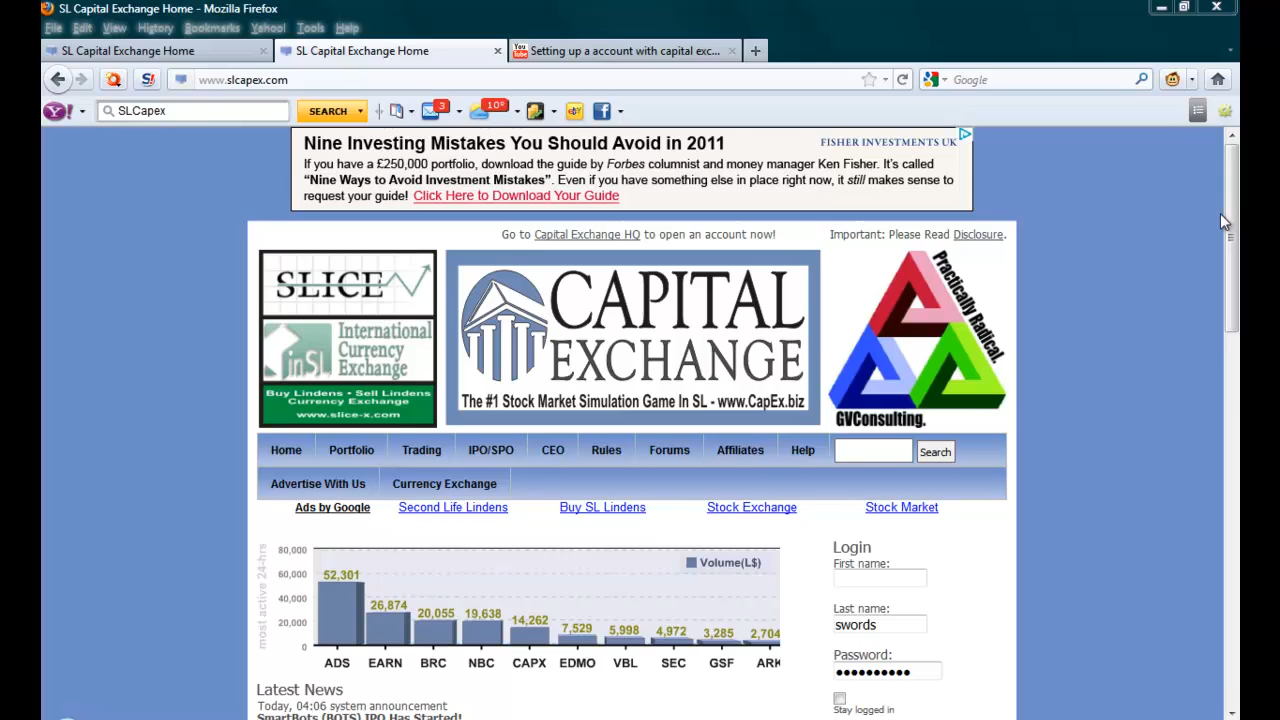 SL Capital Exchange Home - Mozilla Firefox
File Edit View History Bookmarks Yahoo! Tools Help
SL Capital Exchange Home
SL Capital Exchange Home
You Tube Setting up a account with capital exc...
www.slcapex.com
Google
Y! SLCapex SEARCH 3 10°
Nine Investing Mistakes You Should Avoid in 2011
FISHER INVESTMENTS UK
If you have a £250,000 portfolio, download the guide by Forbes columnist and money manager Ken Fisher. It's called
“Nine Ways to Avoid Investment Mistakes”. Even if you have something else in place right now, it still makes sense to
request your guide! Click Here to Download Your Guide
Go to Capital Exchange HQ to open an account now!
Important: Please Read Disclosure.
SLICE
inSL International
Currency
Exchange
Buy Lindens • Sell Lindens
Currency Exchange
www.slice-x.com
CAPITAL
EXCHANGE
The #1 Stock Market Simulation Game In SL - www.CapEx.biz
Practically Radical.
GVConsulting.
Home Portfolio Trading IPO/SPO CEO Rules Forums Affiliates Help Search
Advertise With Us Currency Exchange
Ads by Google Second Life Lindens Buy SL Lindens Stock Exchange Stock Market
most active 24-hrs
80,000
60,000
40,000
20,000
0
Volume(L$)
52,301 26,874 20,055 19,638 14,262 7,529 5,998 4,972 3,285 2,704
ADS EARN BRC NBC CAPX EDMO VBL SEC GSF ARK
Login
First name:
Last name:
swords
Password:
Stay logged in
Latest News
Today, 04:06 system announcement
SmartBots (BOTS) IPO Has Started!